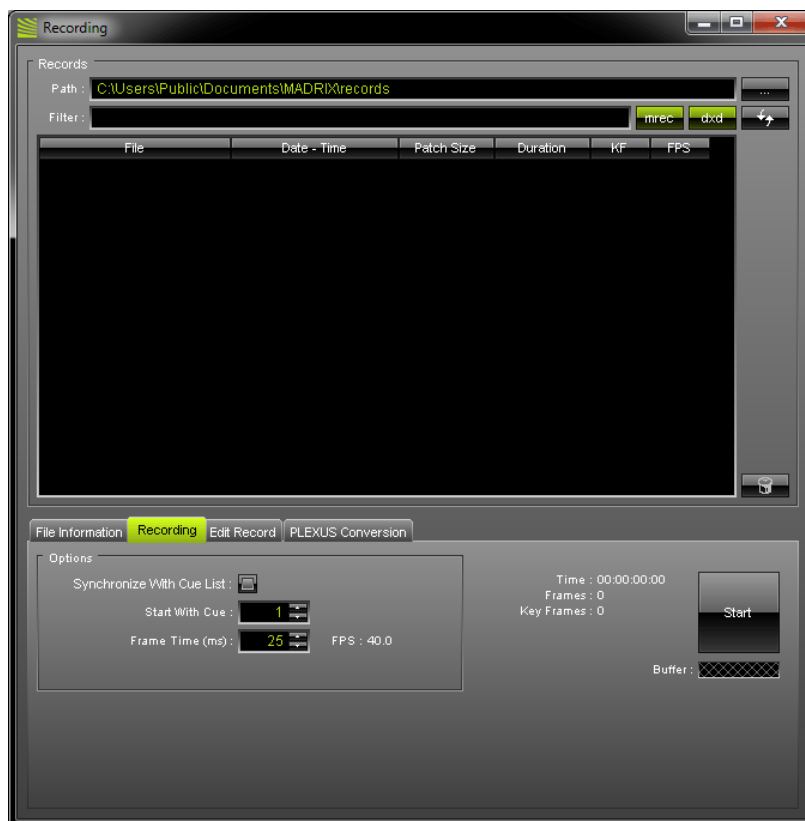 Recording
Records
Path : C:\Users\Public\Documents\MADRIX\records ...
Filter : mrec dxd
File Date - Time Patch Size Duration KF FPS
File Information Recording Edit Record PLEXUS Conversion
Options
Synchronize With Cue List :
Start With Cue : 1
Frame Time (ms) : 25 FPS : 40.0
Time : 00:00:00:00
Frames : 0
Key Frames : 0
Start
Buffer :